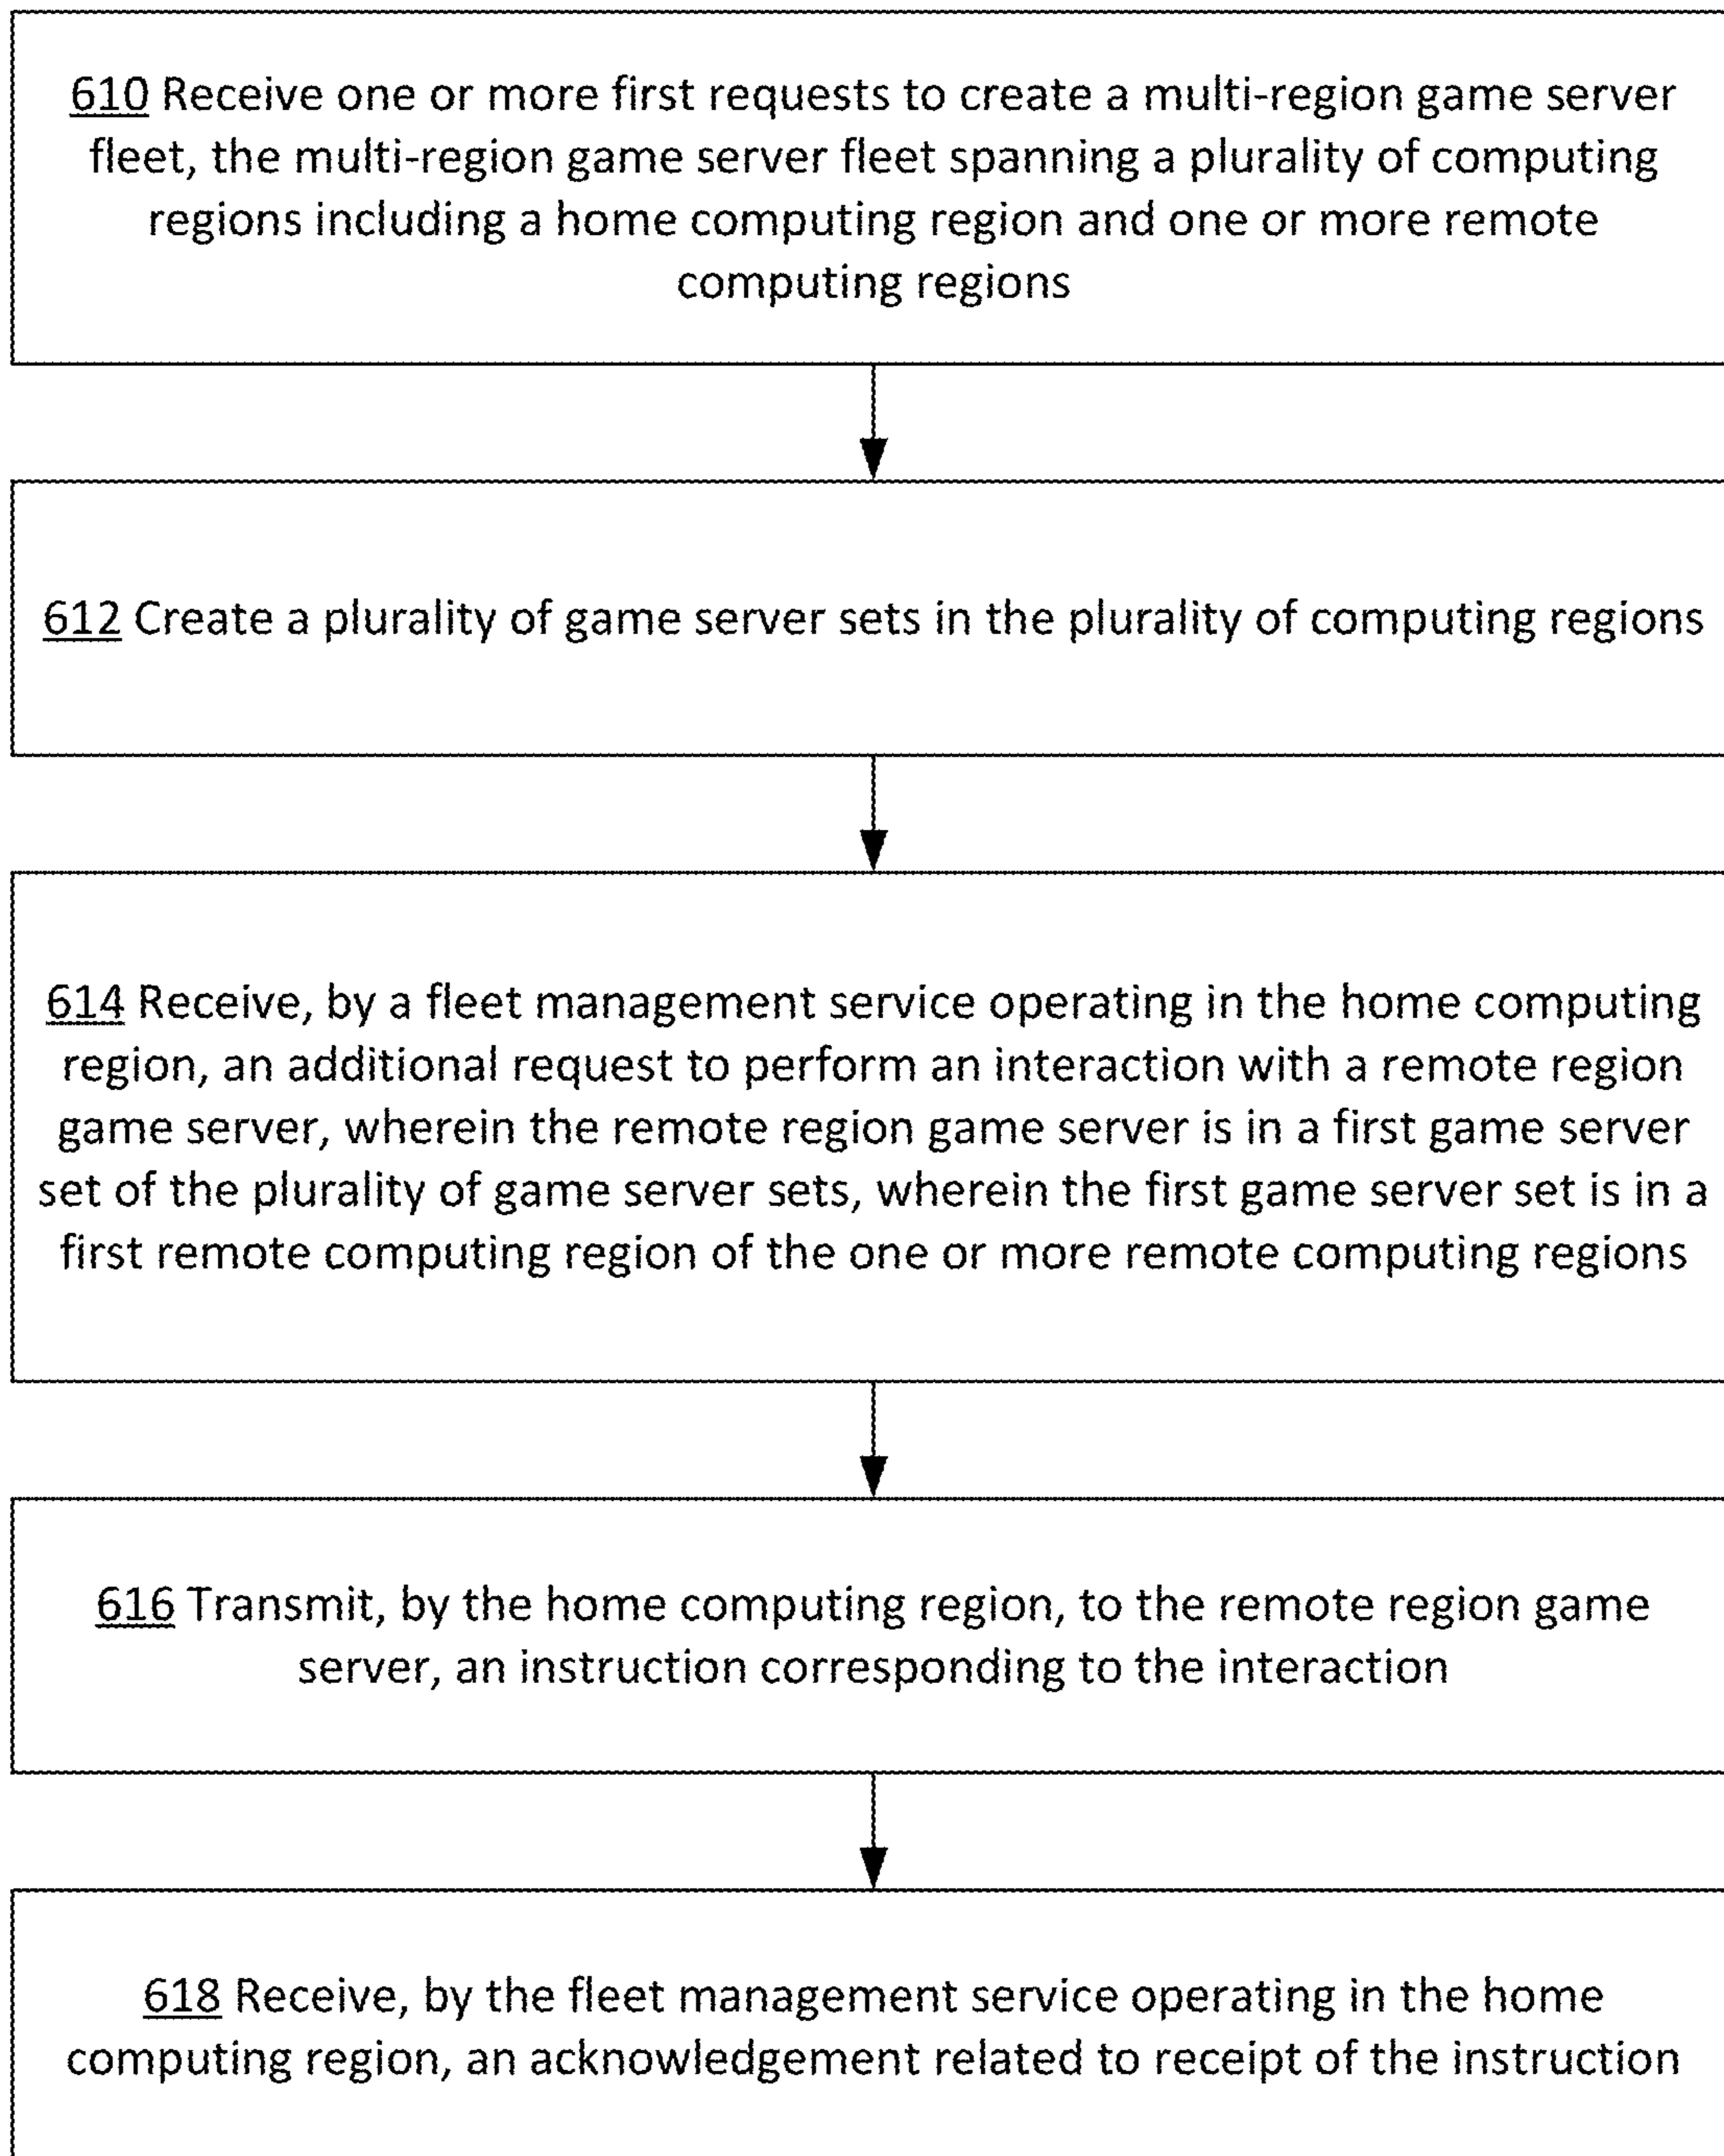 610 Receive one or more first requests to create a multi-region game server
fleet, the multi-region game server fleet spanning a plurality of computing
regions including a home computing region and one or more remote
computing regions
612 Create a plurality of game server sets in the plurality of computing regions
614 Receive, by a fleet management service operating in the home computing
region, an additional request to perform an interaction with a remote region
game server, wherein the remote region game server is in a first game server
set of the plurality of game server sets, wherein the first game server set is in a
first remote computing region of the one or more remote computing regions
616 Transmit, by the home computing region, to the remote region game
server, an instruction corresponding to the interaction
618 Receive, by the fleet management service operating in the home
computing region, an acknowledgement related to receipt of the instruction